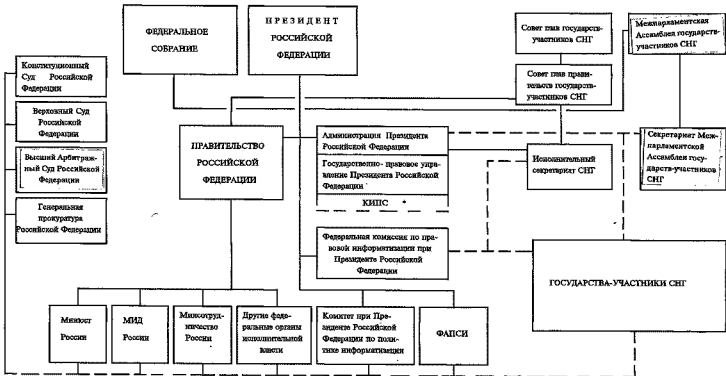 ФЕДЕРАЛЬНОЕ
СОБРАНИЕ
ПРЕЗИДЕНТ
РОССИЙСКОЙ
ФЕДЕРАЦИИ
Совет глав государств-
участников СНГ
Межпарламентская
Ассамблея государств-
участников СНГ
Конституционный
Суд Российской
Федерации
Совет глав прави-
тельств государств-
участников СНГ
Верховный Суд
Российской
Федерации
ПРАВИТЕЛЬСТВО
РОССИЙСКОЙ
ФЕДЕРАЦИИ
Администрация Президента
Российской Федерации
Секретариат Меж-
парламентской
Ассамблеи госу-
дарств-участников
СНГ
Высший Арбитраж-
ный Суд Российской
Федерации
Государственно-правовое упра-
вление Президента Российской
Федерации
Исполнительный
секретариат СНГ
КИПС *
Генеральная
прокуратура
Российской Федерации
Федеральная комиссия по пра-
вовой информатизации при
Президенте Российской
Федерации
ГОСУДАРСТВА-УЧАСТНИКИ СНГ
Минюст
России
МИД
России
Минсотруд-
ничество
России
Другие феде-
ральные органы
исполнительной
власти
Комитет при Пре-
зиденте Российской
Федерации по поли-
тике информатизации
ФАПСИ